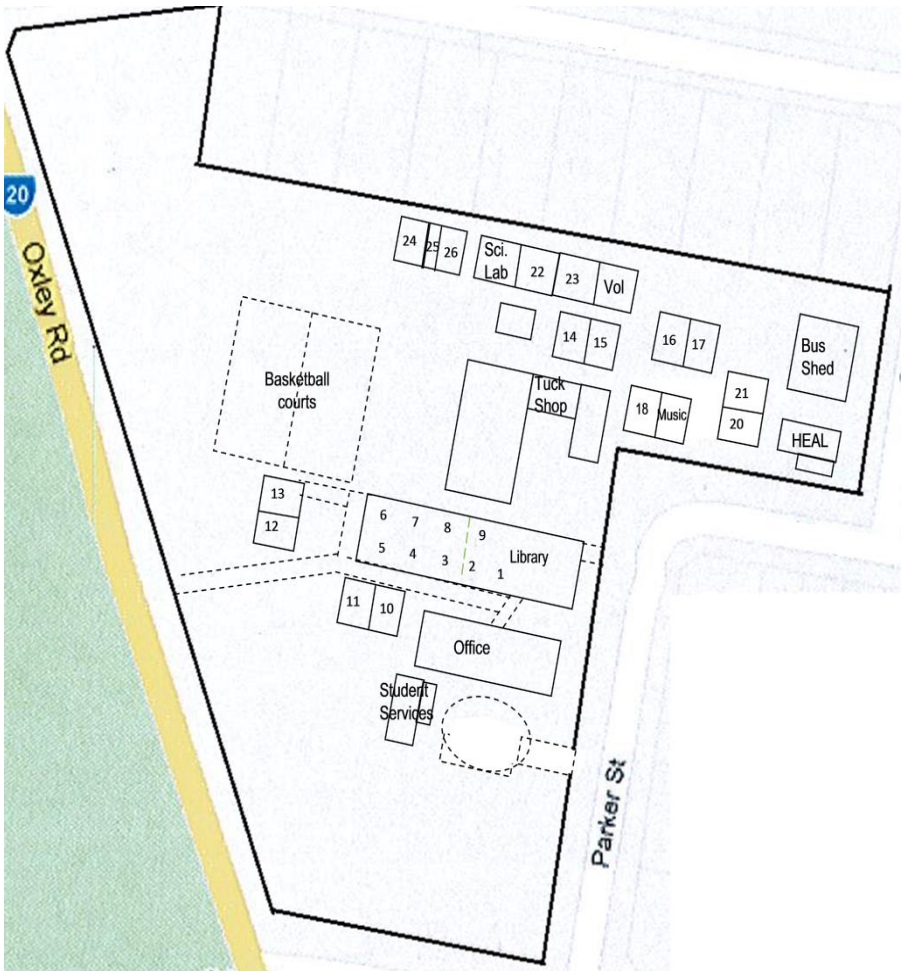 20
Oxley Rd
24
25
26
Sci.
Lab
22
23
Vol
14
15
16
17
Bus
Shed
Basketball
courts
Tuck
Shop
18
Music
21
20
HEAL
13
12
6
7
8
9
5
4
3
2
1
Library
11
10
Office
Student
Services
Parker St